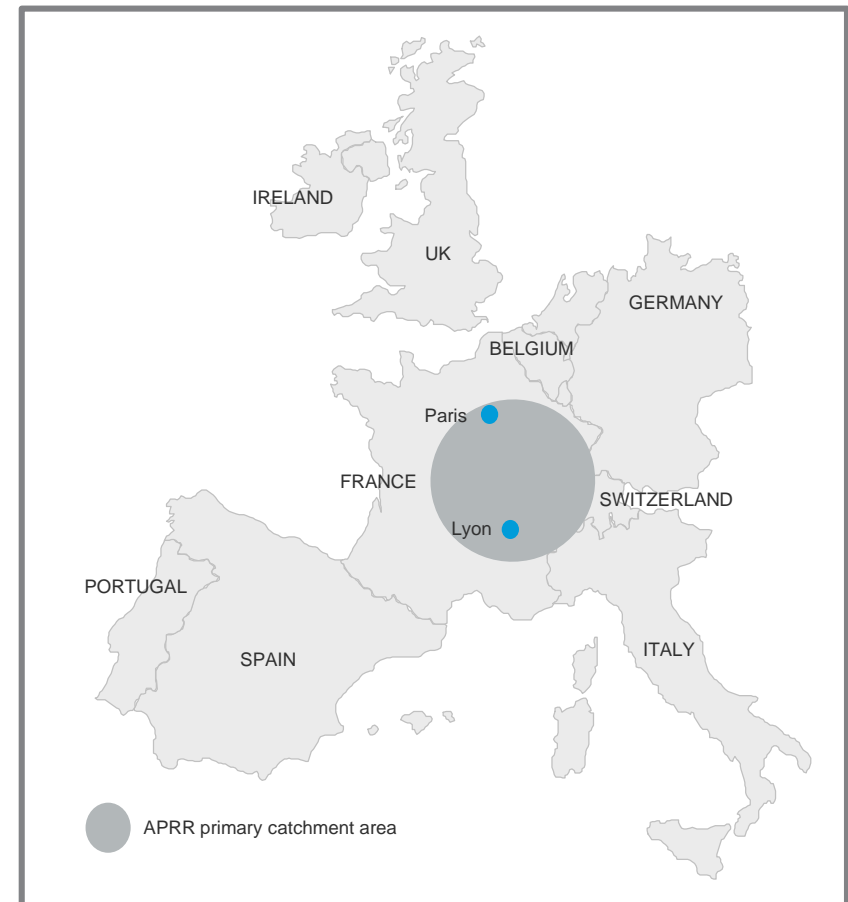 IRELAND
UK
GERMANY
BELGIUM
Paris
FRANCE
SWITZERLAND
Lyon
PORTUGAL
SPAIN
ITALY
APRR primary catchment area